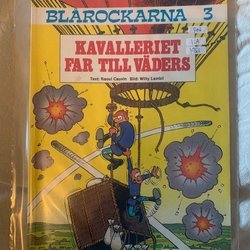 BLÅROCKARNA 3
KAVALLERIET
FAR TILL VÄDERS
Text: Raoul Cauvin Bild: Willy Lambil